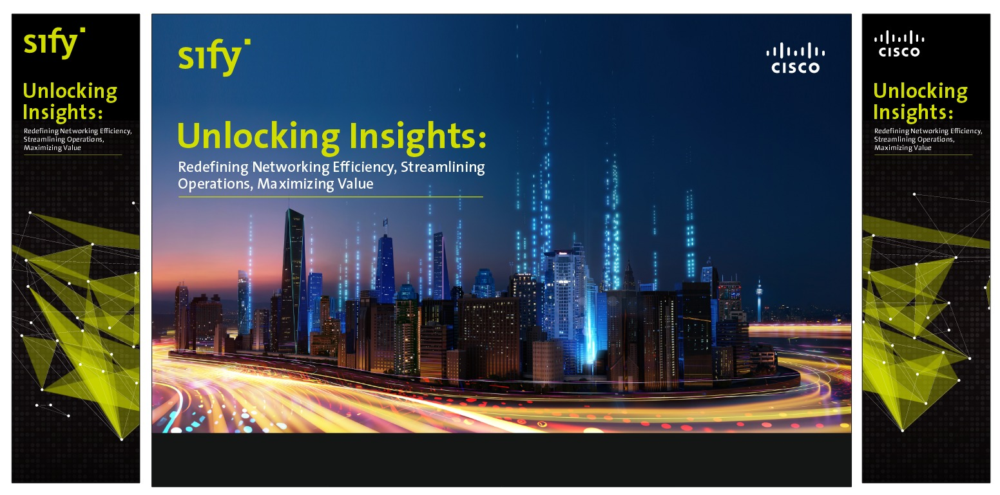 sify
Unlocking
Insights:
Redefining Networking Efficiency,
Streamlining Operations,
Maximizing Value
sify
CISCO
Unlocking Insights:
Redefining Networking Efficiency, Streamlining
Operations, Maximizing Value
CISCO
Unlocking
Insights:
Redefining Networking Efficiency,
Streamlining Operations,
Maximizing Value